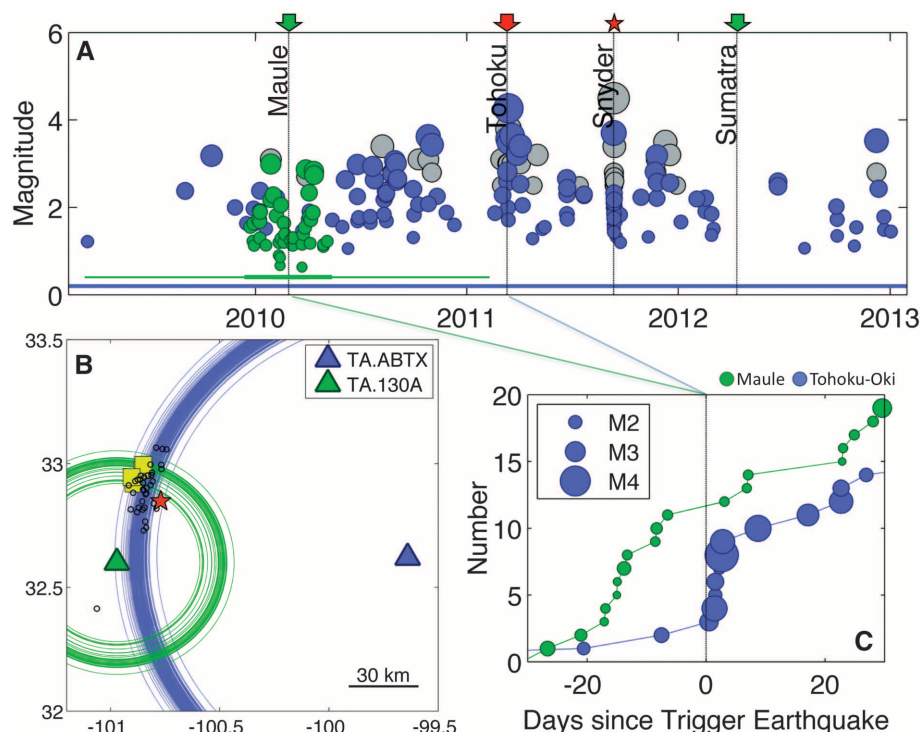 A
Maule
Tohoku
Snyder
Sumatra
Magnitude
6
4
2
0
2010
2011
2012
2013
B
TA.ABTX
TA.130A
33.5
33
32.5
32
-101
-100.5
-100
-99.5
30 km
Maule
Tohoku-Oki
M2
M3
M4
Number
20
15
10
5
0
C
-20
0
20
Days since Trigger Earthquake